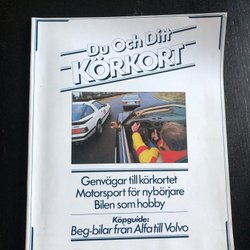 Du Och Ditt
KÖRKORT
Genvägar till körkortet
Motorsport för nybörjare
Bilen som hobby
Köpguide:
Beg-bilar från Alfa till Volvo